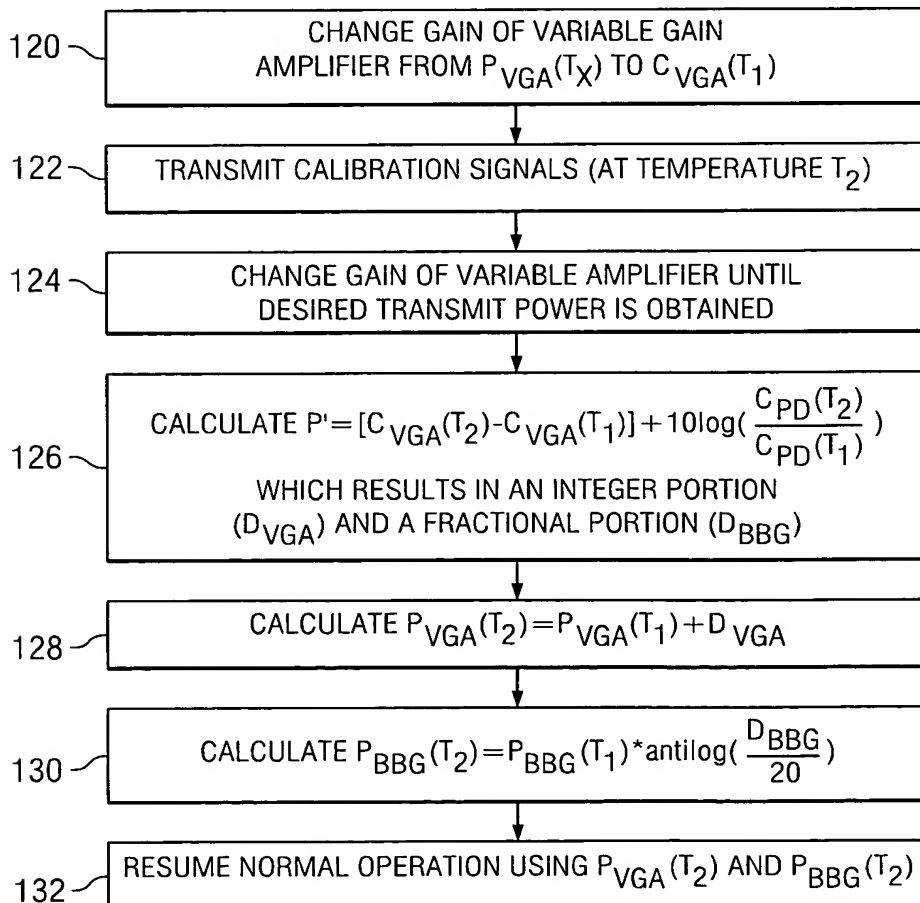 120
CHANGE GAIN OF VARIABLE GAIN
AMPLIFIER FROM P_VGA(T_X) TO C_VGA(T_1)
122
TRANSMIT CALIBRATION SIGNALS (AT TEMPERATURE T_2)
124
CHANGE GAIN OF VARIABLE AMPLIFIER UNTIL
DESIRED TRANSMIT POWER IS OBTAINED
126
CALCULATE P'=[C_VGA(T_2)-C_VGA(T_1)]+10log(C_PD(T_2)/C_PD(T_1))
WHICH RESULTS IN AN INTEGER PORTION
(D_VGA) AND A FRACTIONAL PORTION (D_BBG)
128
CALCULATE P_VGA(T_2)=P_VGA(T_1)+D_VGA
130
CALCULATE P_BBG(T_2)=P_BBG(T_1)*antilog(D_BBG/20)
132
RESUME NORMAL OPERATION USING P_VGA(T_2) AND P_BBG(T_2)